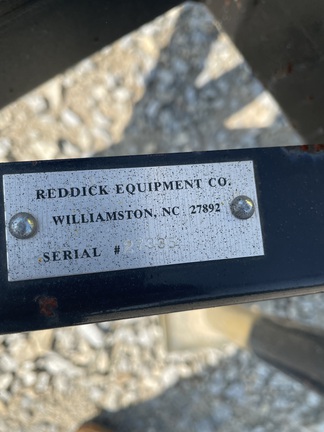 REDDICK EQUIPMENT CO.
WILLIAMSTON, NC 27892
SERIAL #